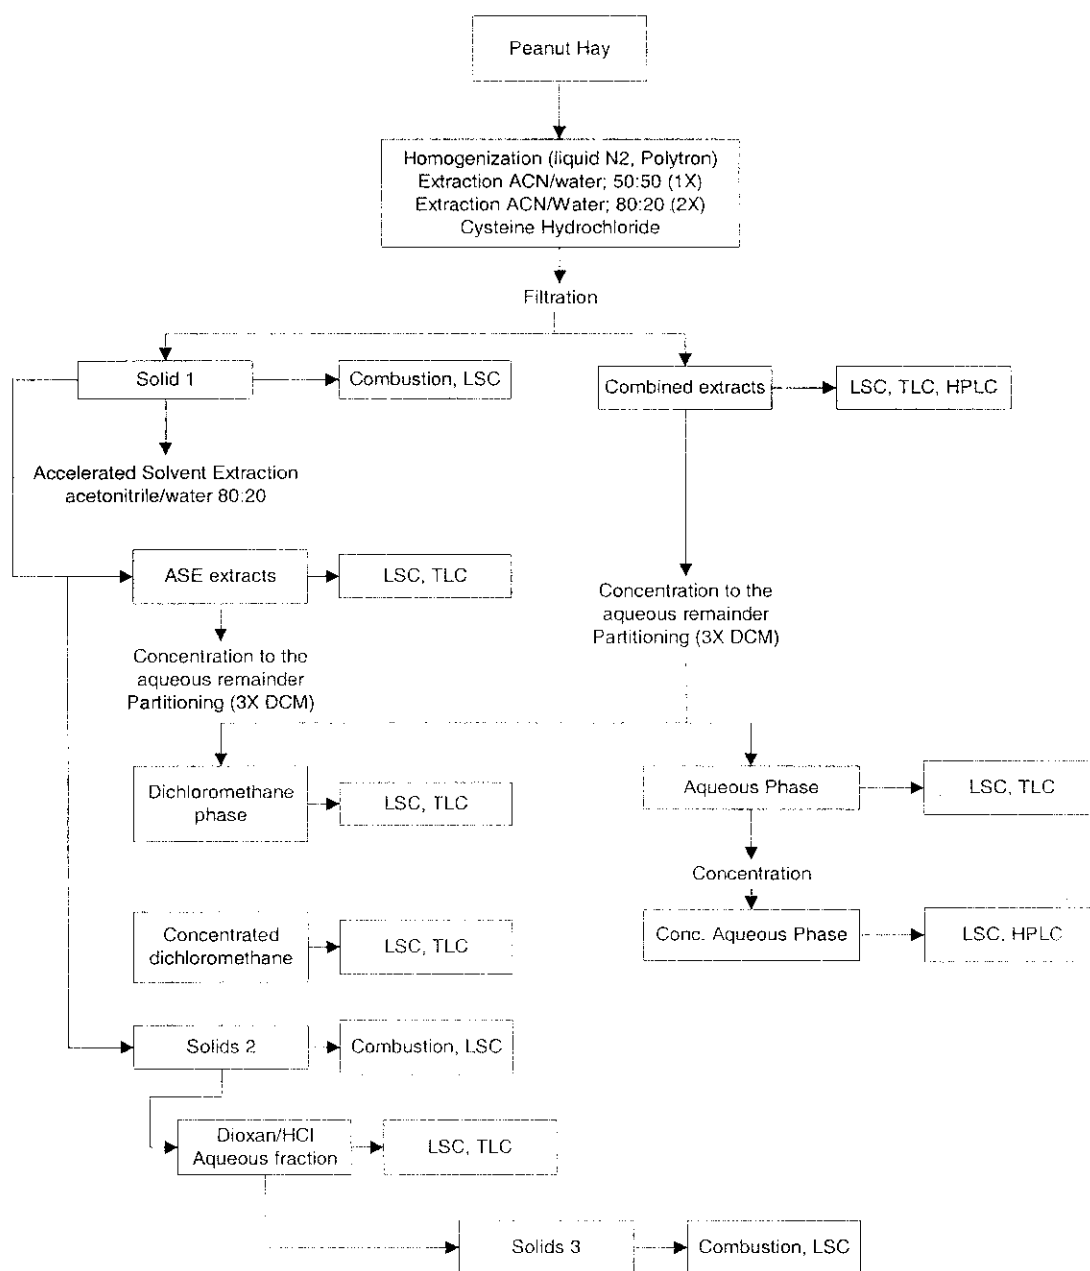 Peanut Hay
Homogenization (liquid N2, Polytron)
Extraction ACN/water; 50:50 (1X)
Extraction ACN/Water; 80:20 (2X)
Cysteine Hydrochloride
Filtration
Solid 1
Combustion, LSC
Combined extracts
LSC, TLC, HPLC
Accelerated Solvent Extraction
acetonitrile/water 80:20
ASE extracts
LSC, TLC
Concentration to the
aqueous remainder
Partitioning (3X DCM)
Concentration to the
aqueous remainder
Partitioning (3X DCM)
Dichloromethane
phase
LSC, TLC
Aqueous Phase
LSC, TLC
Concentration
Concentrated
dichloromethane
LSC, TLC
Conc. Aqueous Phase
LSC, HPLC
Solids 2
Combustion, LSC
Dioxan/HCl
Aqueous fraction
LSC, TLC
Solids 3
Combustion, LSC